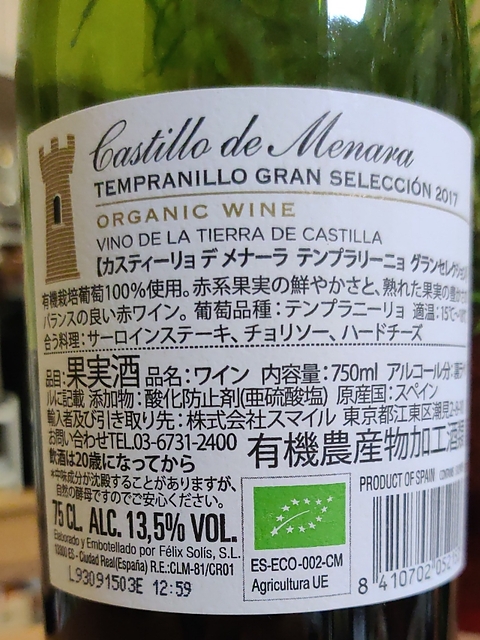 Castillo de Menara
TEMPRANILLO GRAN SELECCIÓN 2017
ORGANIC WINE
VINO DE LA TIERRA DE CASTILLA
【カスティーリョ デ メナーラ テンプラリーニョ グランセレクション
有機栽培葡萄100%使用。赤系果実の鮮やかさと、熟れた果実の豊かさの
バランスの良い赤ワイン。葡萄品種：テンプラニーリョ 適温：15℃～
合う料理：サーロインステーキ、チョリソー、ハードチーズ
品目：果実酒 品名：ワイン 内容量：750ml アルコール分：裏ラベ
ルに記載 添加物：酸化防止剤(亜硫酸塩) 原産国：スペイン
輸入者及び引き取り先：株式会社スマイル 東京都江東区潮見2-8-10
お問い合わせTEL.03-6731-2400 有機農産物加工酒類
飲酒は20歳になってから
中味成分が沈殿することがありますが、
自然の酵母ですのでご安心ください。
75 CL. ALC. 13,5% VOL.
Elaborado y Embotellado por Félix Solís, S.L.
13300 ES - Ciudad Real(España) R.E.:CLM-81/CR01
L93091503E 12:59
ES-ECO-002-CM
Agricultura UE
PRODUCT OF SPAIN
8 410702 052